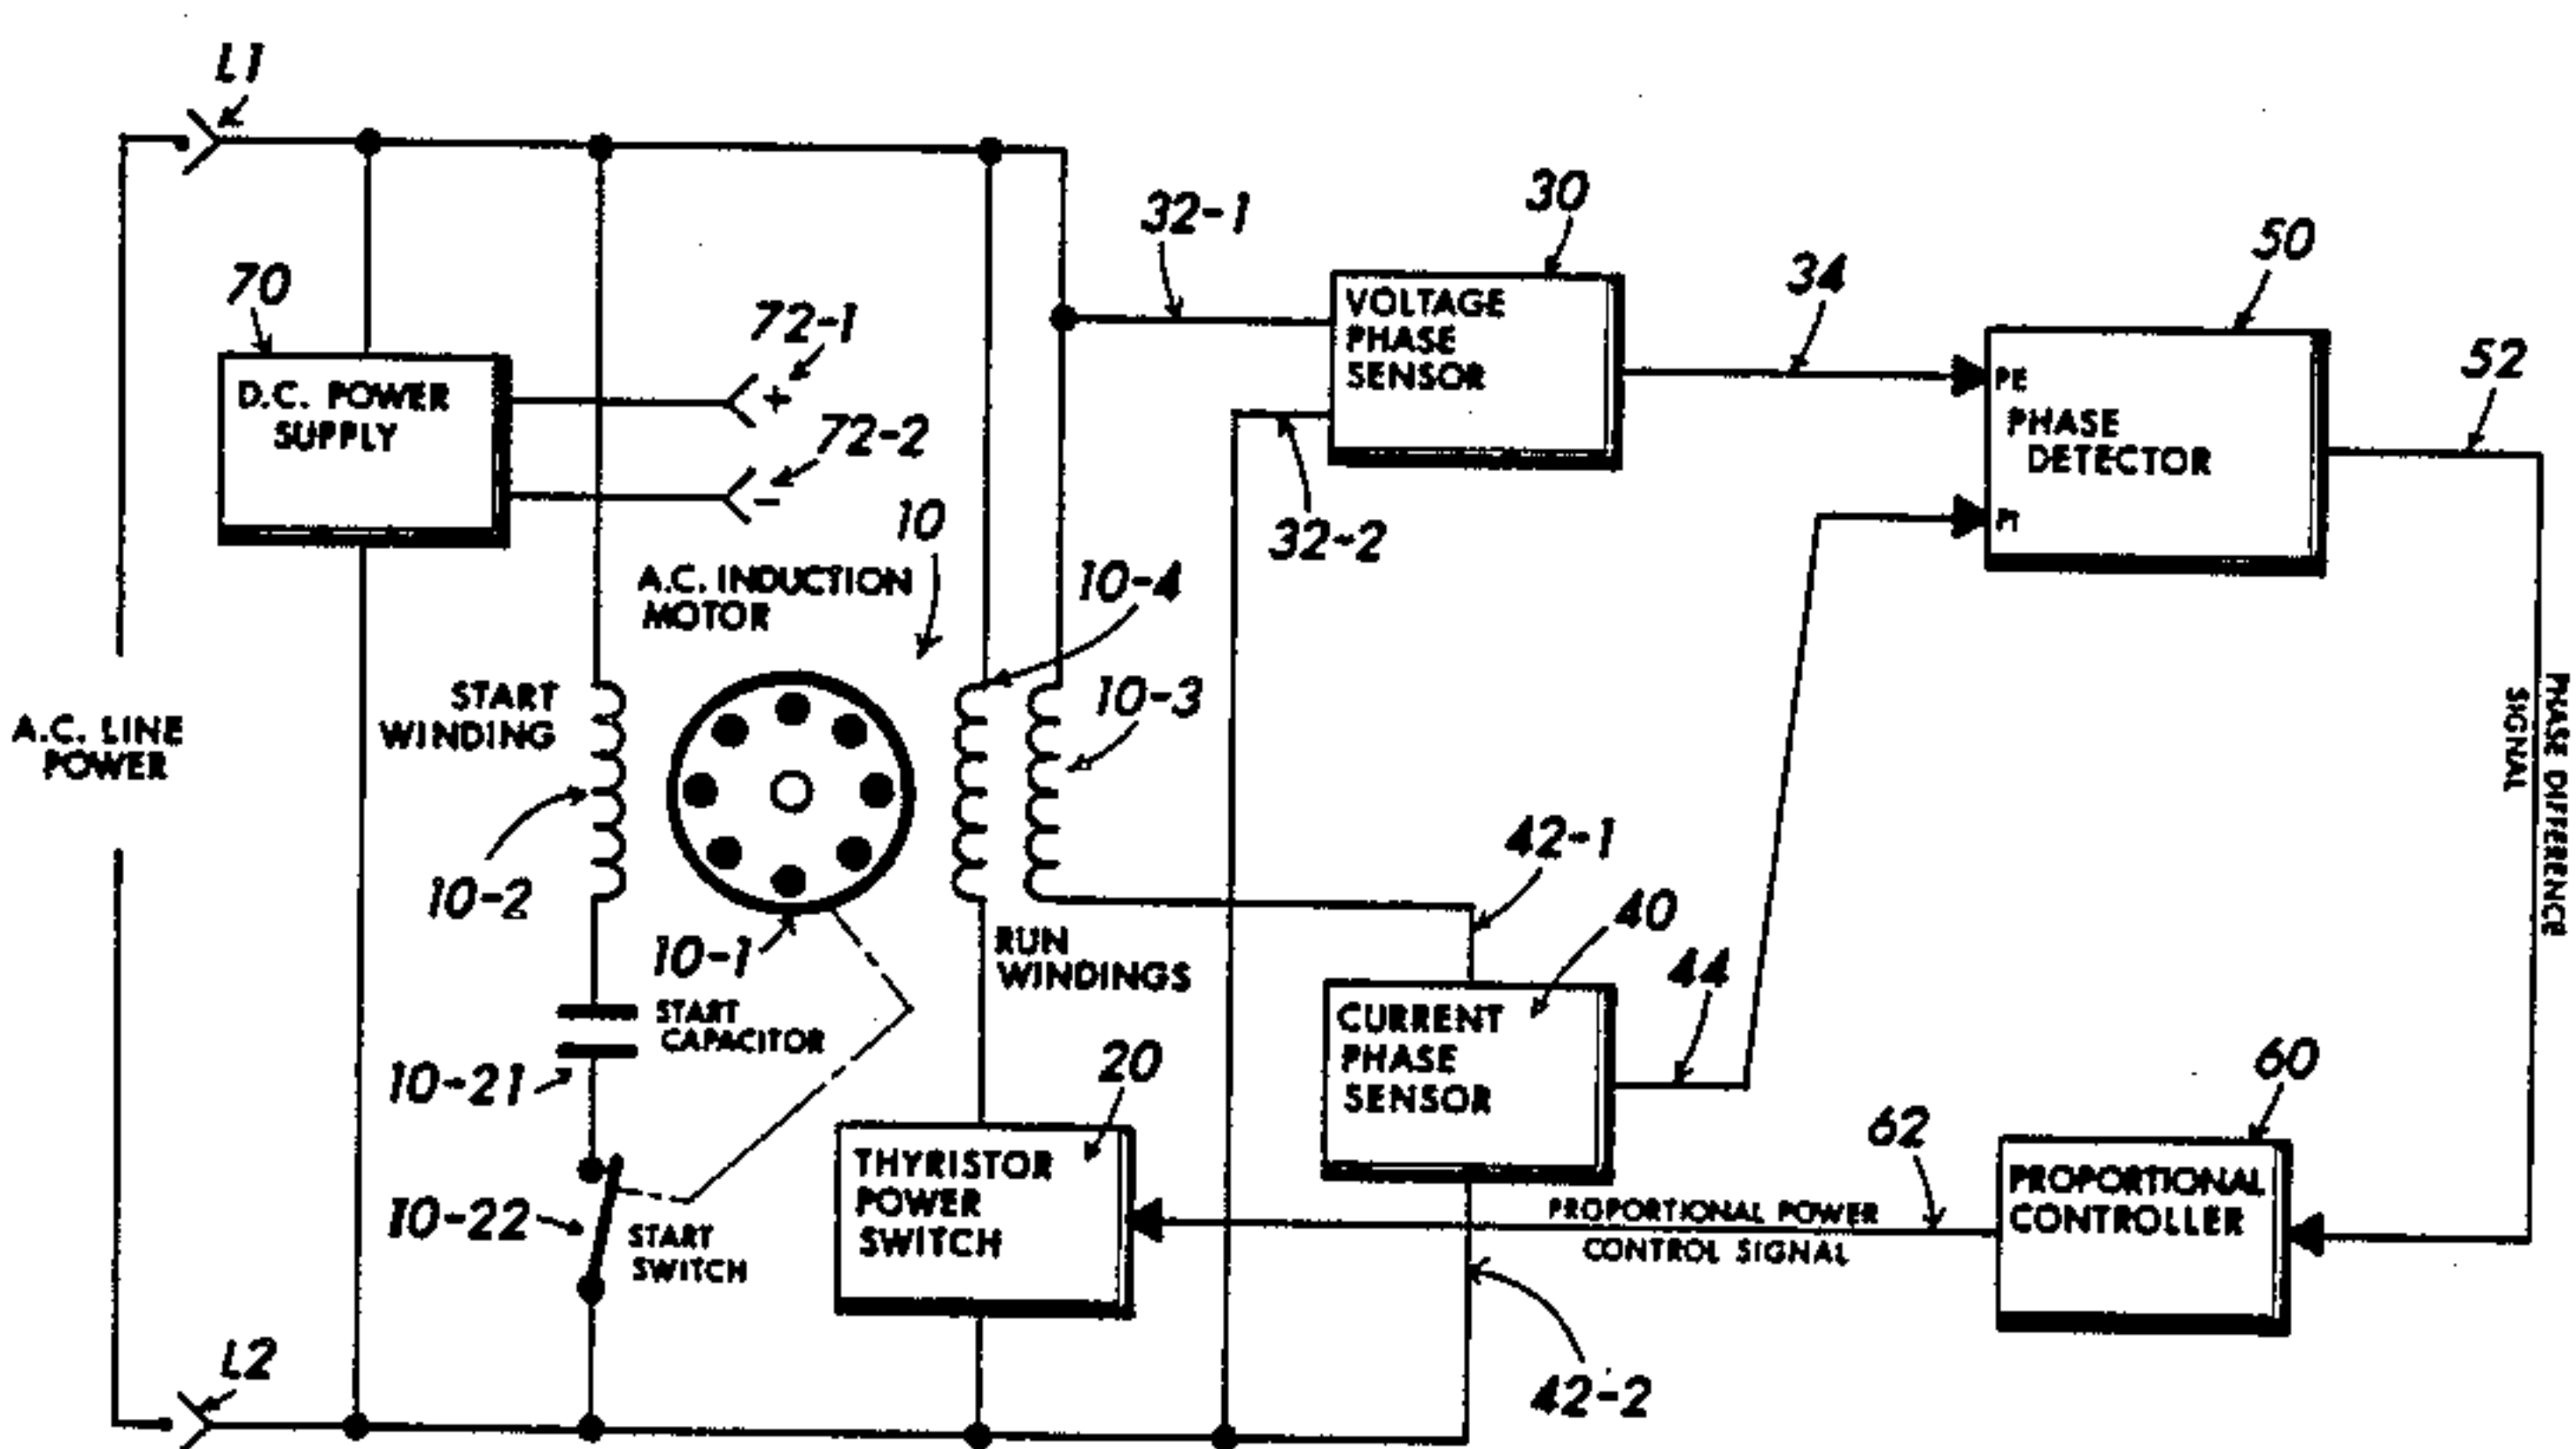 L1
30
32-1
50
34
70
72-1
VOLTAGE
PHASE
SENSOR
52
PE
D.C. POWER
SUPPLY
+
72-2
PHASE
DETECTOR
-
10
32-2
PI
A.C. INDUCTION
MOTOR
10-4
START
WINDING
10-3
PHASE DIFFERENCE
SIGNAL
A.C. LINE
POWER
42-1
10-2
40
10-1
RUN
WINDINGS
44
START
CAPACITOR
CURRENT
PHASE
SENSOR
10-21
20
60
62
THYRISTOR
POWER
SWITCH
PROPORTIONAL
CONTROLLER
10-22
PROPORTIONAL POWER
CONTROL SIGNAL
START
SWITCH
L2
42-2